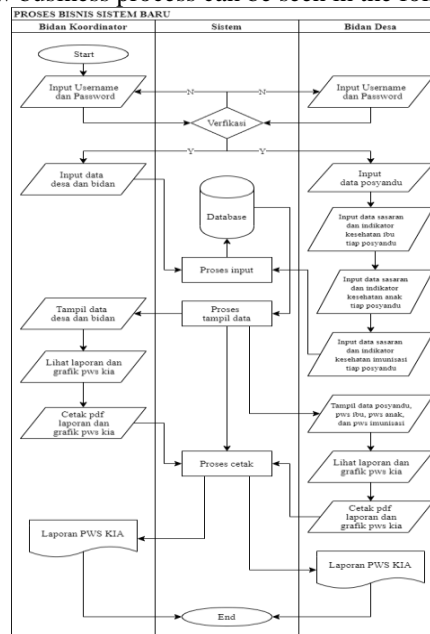 w business process can be seen in the fol
PROSES BISNIS SISTEM BARU
Bidan Koordinator
Sistem
Bidan Desa
Start
Input Username
dan Password
N
N
Input Username
dan Password
Verfikasi
Y
Y
Input data
desa dan bidan
Input
data posyandu
Database
Input data sasaran
dan indikator
kesehatan ibu
tiap posyandu
Proses input
Input data sasaran
dan indikator
kesehatan anak
tiap posyandu
Tampil data
desa dan bidan
Proses
tampil data
Input data sasaran
dan indikator
kesehatan imunisasi
tiap posyandu
Lihat laporan dan
grafik pws kia
Cetak pdf
laporan dan
grafik pws kia
Tampil data posyandu,
pws ibu, pws anak,
dan pws imunisasi
Proses cetak
Lihat laporan dan
grafik pws kia
Cetak pdf
laporan dan
grafik pws kia
Laporan PWS KIA
Laporan PWS KIA
End